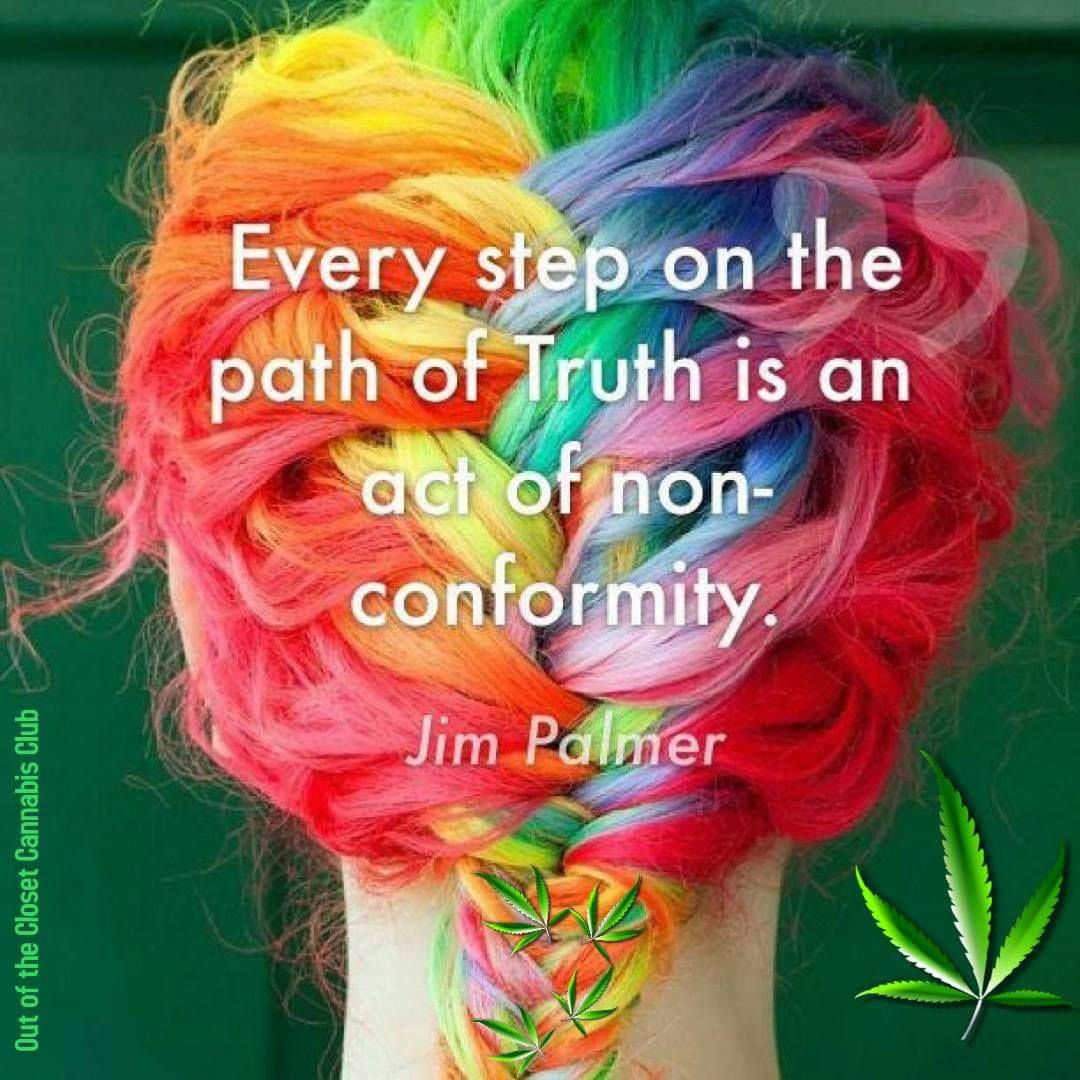 Every step on the
path of Truth is an
act of non-
conformity.
Jim Palmer
Out of the Closet Cannabis Club